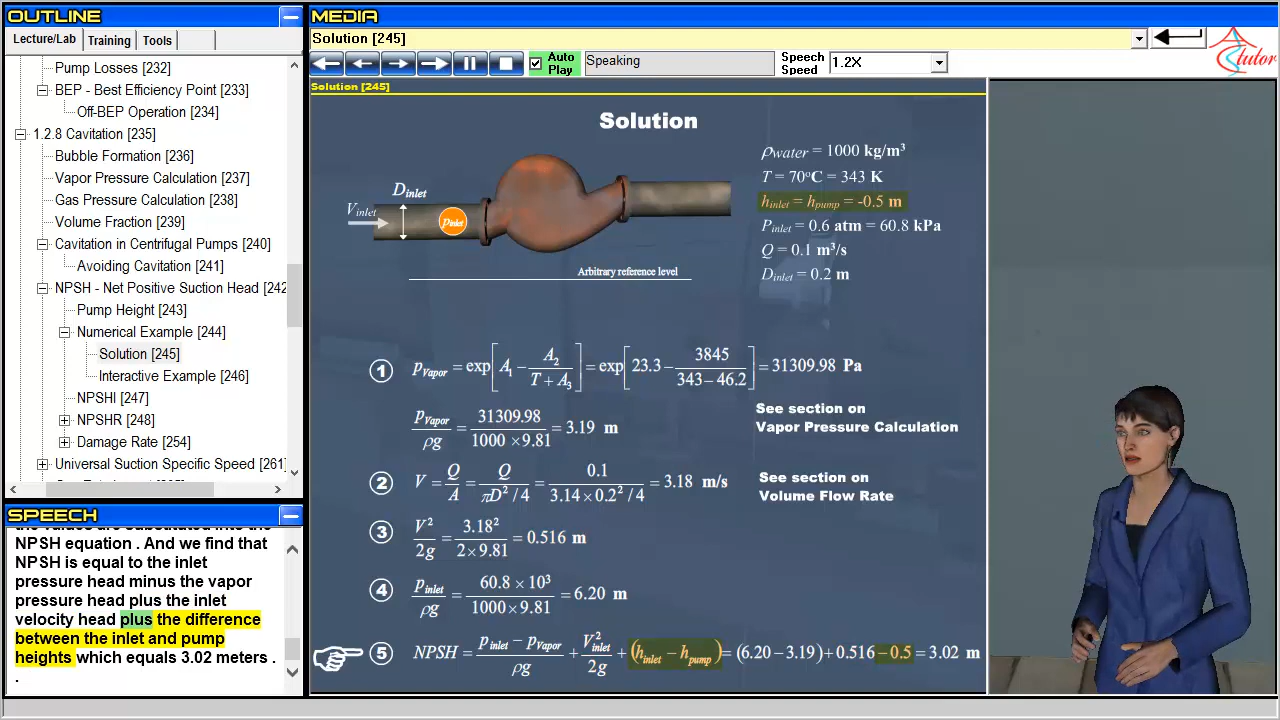 OUTLINE
Lecture/Lab Training Tools
Pump Losses [232]
BEP - Best Efficiency Point [233]
Off-BEP Operation [234]
1.2.8 Cavitation [235]
Bubble Formation [236]
Vapor Pressure Calculation [237]
Gas Pressure Calculation [238]
Volume Fraction [239]
Cavitation in Centrifugal Pumps [240]
Avoiding Cavitation [241]
NPSH - Net Positive Suction Head [242
Pump Height [243]
Numerical Example [244]
Solution [245]
Interactive Example [246]
NPSHI [247]
NPSHR [248]
Damage Rate [254]
Universal Suction Specific Speed [261]
SPEECH
the values are substituted into the
NPSH equation . And we find that
NPSH is equal to the inlet
pressure head minus the vapor
pressure head plus the inlet
velocity head plus the difference
between the inlet and pump
heights which equals 3.02 meters .
.
MEDIA
Solution [245]
Auto Play
Speaking
Speech Speed
1.2X
tutor
Solution [245]
Solution
D_inlet
V_inlet
p_inlet
Arbitrary reference level
ρ_water = 1000 kg/m³
T = 70°C = 343 K
h_inlet = h_pump = -0.5 m
P_inlet = 0.6 atm = 60.8 kPa
Q = 0.1 m³/s
D_inlet = 0.2 m
1 p_Vapor = exp[A₁ − A₂ / (T + A₃)] = exp[23.3 − 3845 / (343 − 46.2)] = 31309.98 Pa
p_Vapor / ρg = 31309.98 / (1000 × 9.81) = 3.19 m
See section on
Vapor Pressure Calculation
2 V = Q / A = Q / (πD² / 4) = 0.1 / (3.14 × 0.2² / 4) = 3.18 m/s
See section on
Volume Flow Rate
3 V² / 2g = 3.18² / (2 × 9.81) = 0.516 m
4 p_inlet / ρg = 60.8 × 10³ / (1000 × 9.81) = 6.20 m
5 NPSH = (p_inlet − p_Vapor) / ρg + V²_inlet / 2g + (h_inlet − h_pump) = (6.20 − 3.19) + 0.516 − 0.5 = 3.02 m